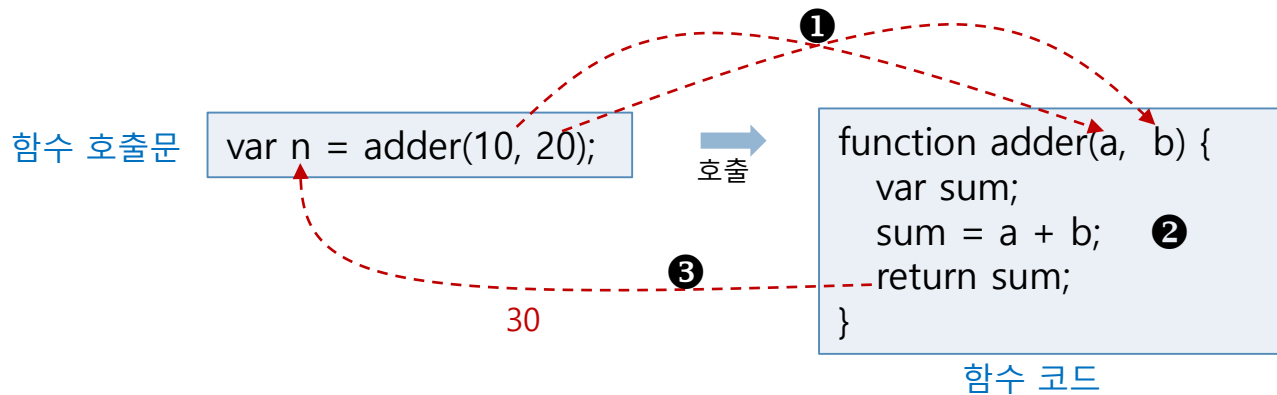 ❶
함수 호출문
var n = adder(10, 20);
호출
function adder(a, b) {
var sum;
sum = a + b; ❷
return sum;
}
❸
30
함수 코드